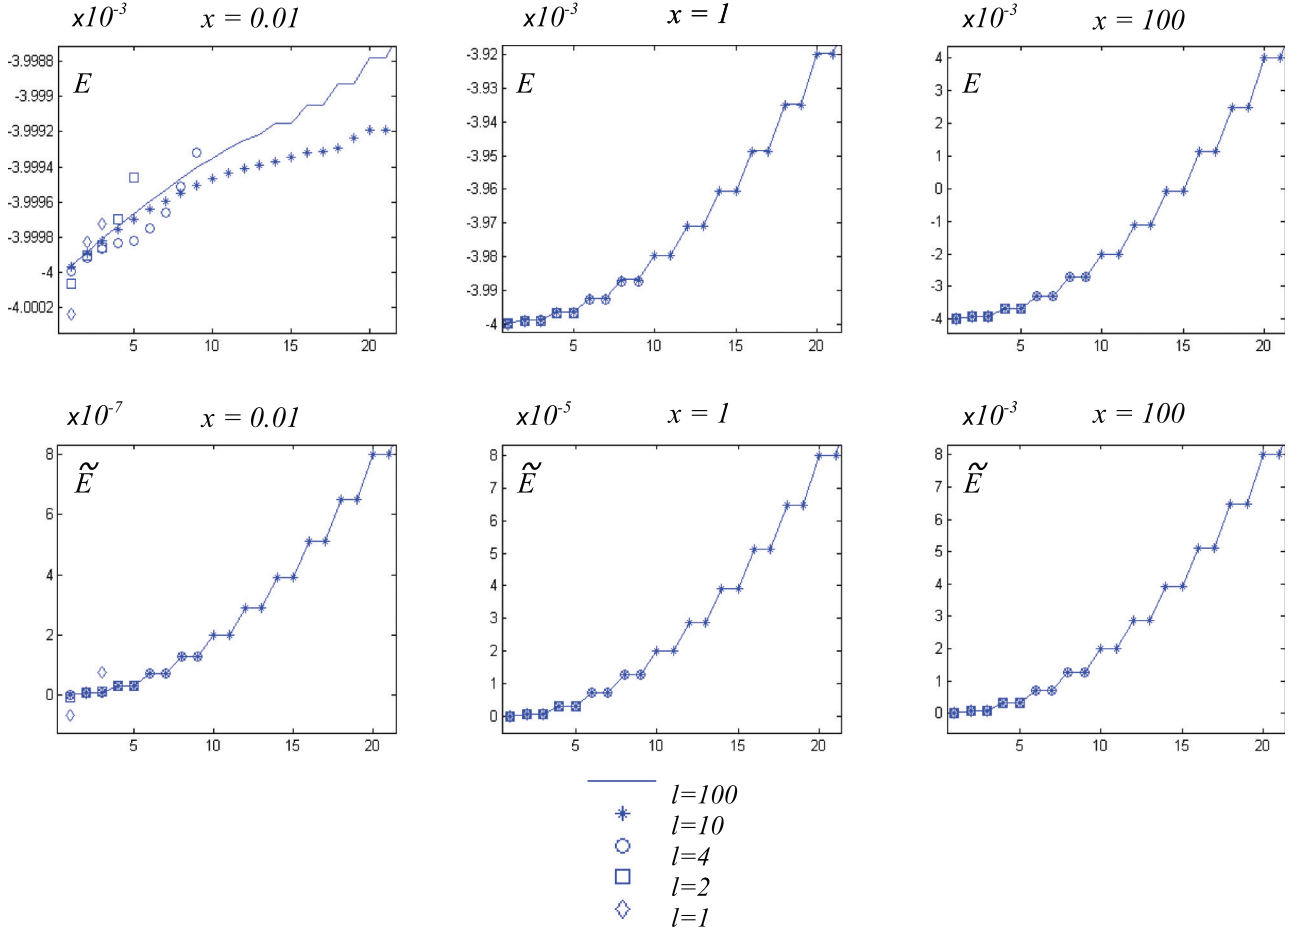 x10-3 x = 0.01
E
-3.9988
-3.999
-3.9992
-3.9994
-3.9996
-3.9998
-4
-4.0002
5 10 15 20
x10-3 x = 1
E
-3.92
-3.93
-3.94
-3.95
-3.96
-3.97
-3.98
-3.99
-4
5 10 15 20
x10-3 x = 100
E
4
3
2
1
0
-1
-2
-3
-4
5 10 15 20
x10-7 x = 0.01
Ẽ
8
6
4
2
0
5 10 15 20
x10-5 x = 1
Ẽ
8
7
6
5
4
3
2
1
0
5 10 15 20
x10-3 x = 100
Ẽ
8
7
6
5
4
3
2
1
0
5 10 15 20
l=100
l=10
l=4
l=2
l=1